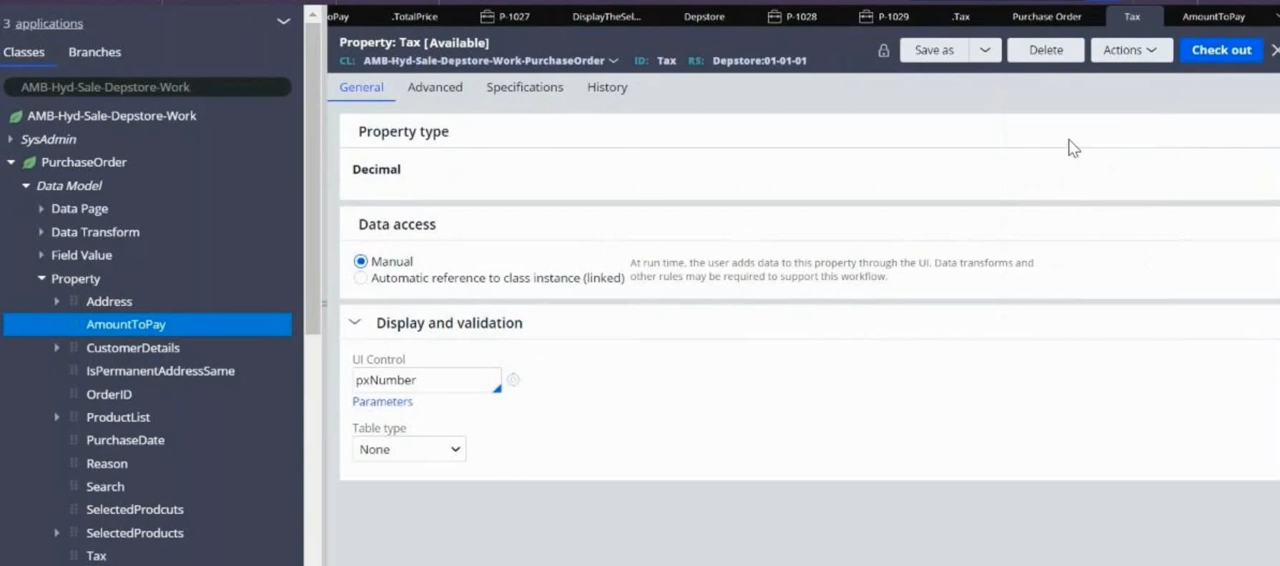 3 applications
Classes Branches
AMB-Hyd-Sale-Depstore-Work
AMB-Hyd-Sale-Depstore-Work
SysAdmin
PurchaseOrder
Data Model
Data Page
Data Transform
Field Value
Property
Address
AmountToPay
CustomerDetails
IsPermanentAddressSame
OrderID
ProductList
PurchaseDate
Reason
Search
SelectedProdcuts
SelectedProducts
Tax
oPay .TotalPrice P-1027 DisplayTheSel... Depstore P-1028 P-1029 .Tax Purchase Order Tax AmountToPay
Property: Tax [Available]
CL: AMB-Hyd-Sale-Depstore-Work-PurchaseOrder ID: Tax RS: Depstore:01-01-01
Save as Delete Actions Check out
General Advanced Specifications History
Property type
Decimal
Data access
Manual
Automatic reference to class instance (linked)
At run time, the user adds data to this property through the UI. Data transforms and
other rules may be required to support this workflow.
Display and validation
UI Control
pxNumber
Parameters
Table type
None